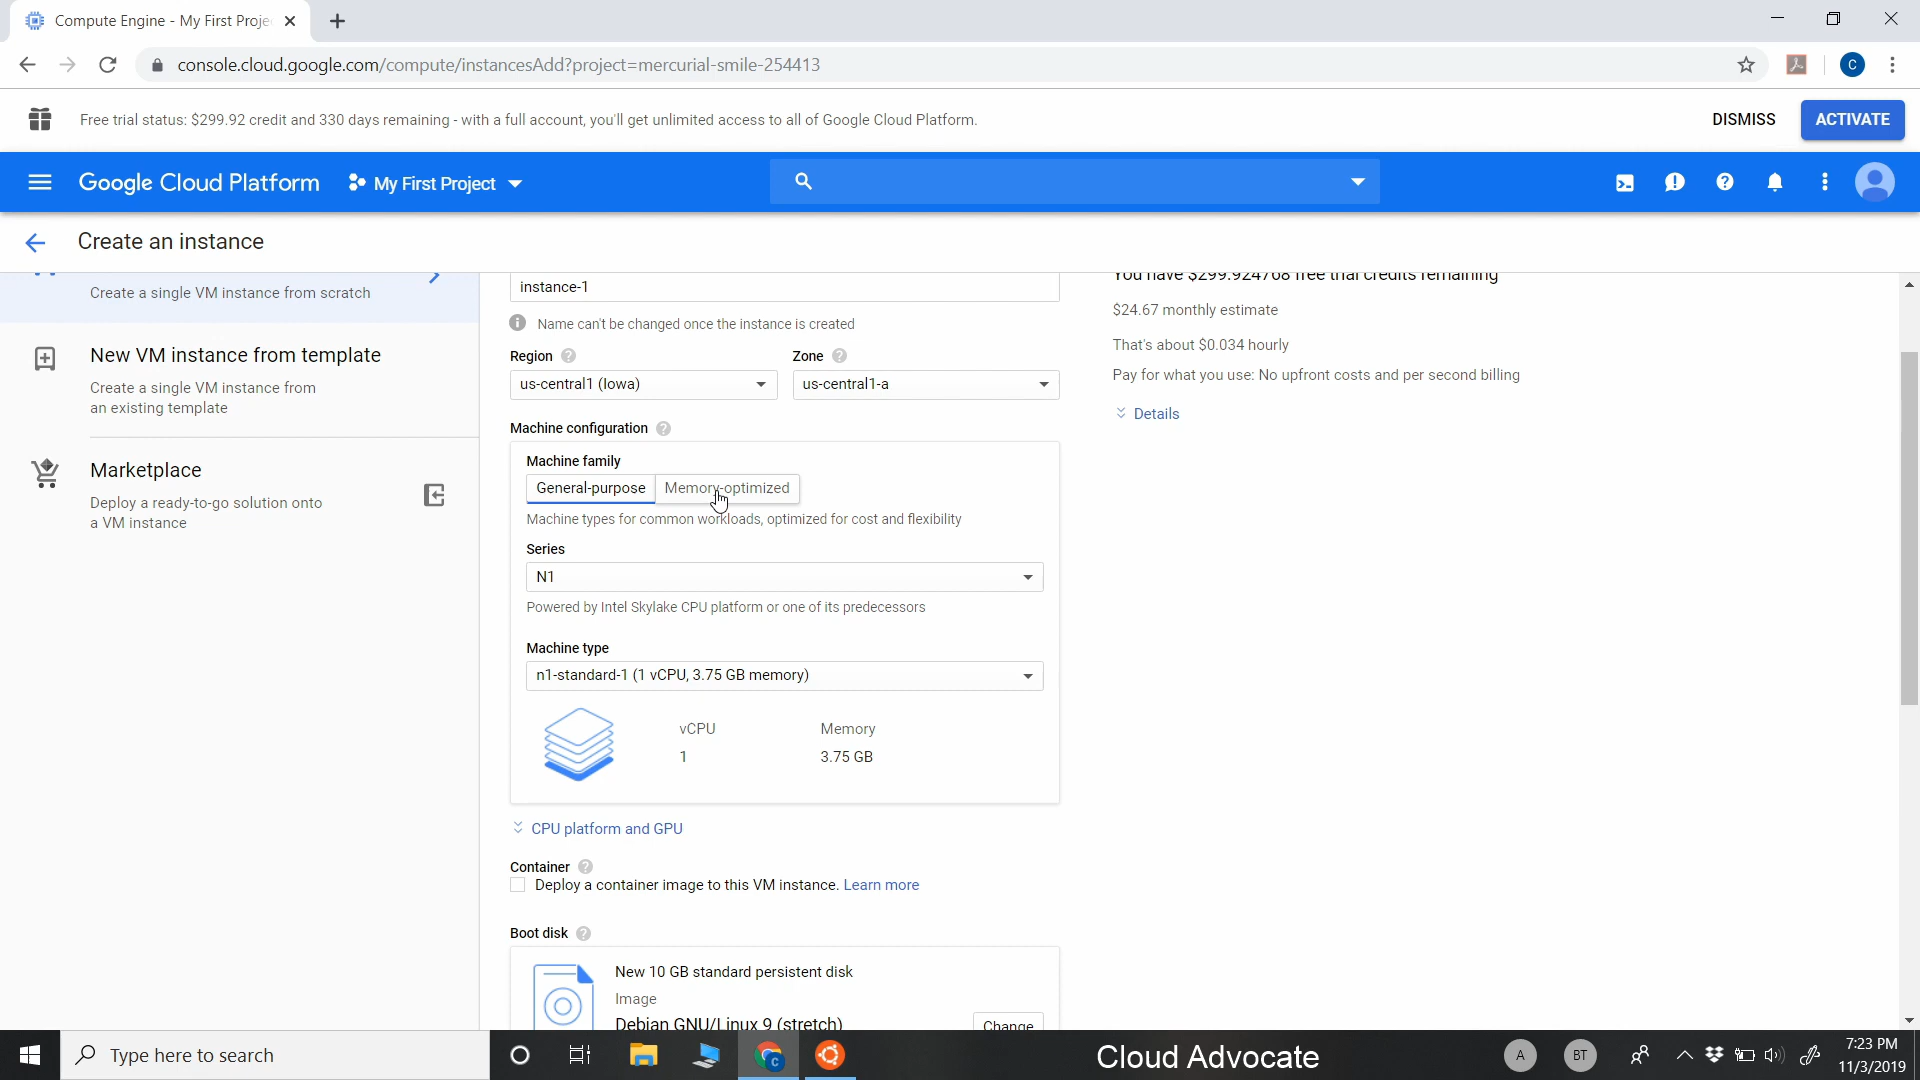 Compute Engine - My First Proje
console.cloud.google.com/compute/instancesAdd?project=mercurial-smile-254413
C
Free trial status: $299.92 credit and 330 days remaining - with a full account, you'll get unlimited access to all of Google Cloud Platform.
DISMISS
ACTIVATE
Google Cloud Platform
My First Project
Create an instance
Create a single VM instance from scratch
New VM instance from template
Create a single VM instance from
an existing template
Marketplace
Deploy a ready-to-go solution onto
a VM instance
instance-1
Name can't be changed once the instance is created
Region
Zone
us-central1 (Iowa)
us-central1-a
Machine configuration
Machine family
General-purpose
Memory-optimized
Machine types for common workloads, optimized for cost and flexibility
Series
N1
Powered by Intel Skylake CPU platform or one of its predecessors
Machine type
n1-standard-1 (1 vCPU, 3.75 GB memory)
vCPU
Memory
1
3.75 GB
CPU platform and GPU
Container
Deploy a container image to this VM instance. Learn more
Boot disk
New 10 GB standard persistent disk
Image
Debian GNU/Linux 9 (stretch)
Change
You have $299.924768 free trial credits remaining
$24.67 monthly estimate
That's about $0.034 hourly
Pay for what you use: No upfront costs and per second billing
Details
Type here to search
C
Cloud Advocate
A
BT
7:23 PM
11/3/2019